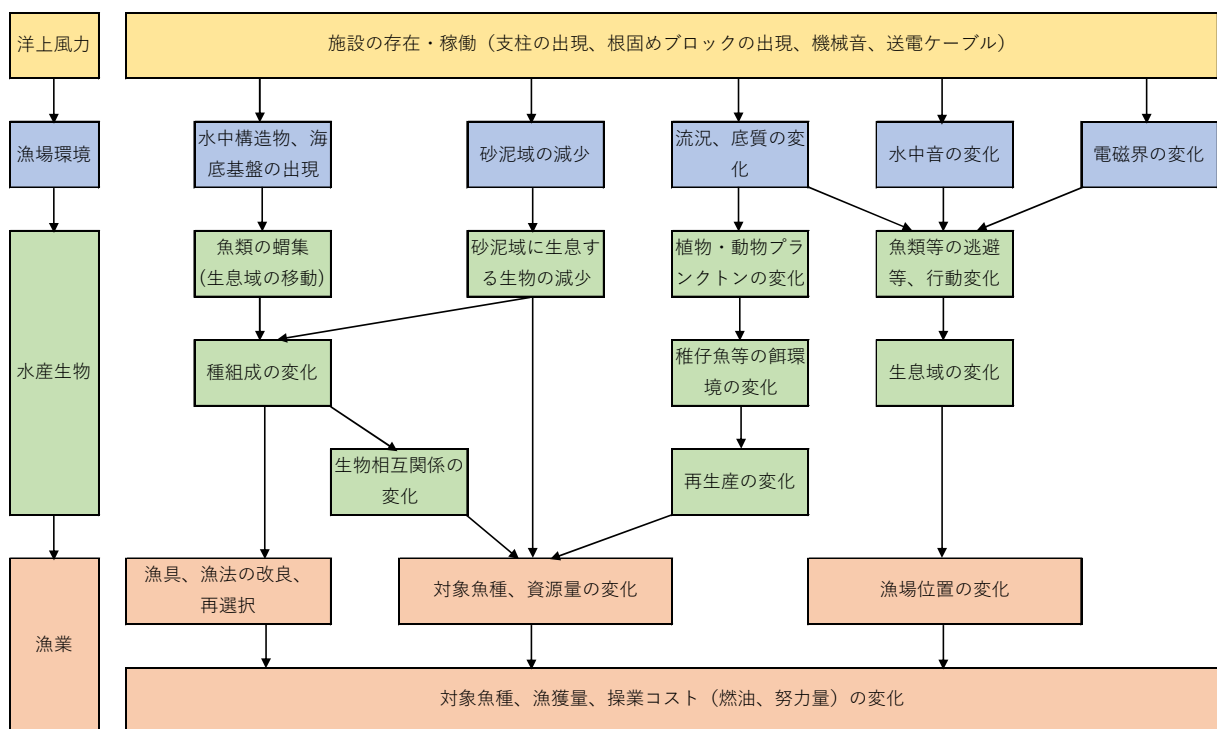 洋上風力
施設の存在・稼働（支柱の出現、根固めブロックの出現、機械音、送電ケーブル）
漁場環境
水中構造物、海
底基盤の出現
砂泥域の減少
流況、底質の変
化
水中音の変化
電磁界の変化
水産生物
魚類の蝟集
(生息域の移動)
砂泥域に生息す
る生物の減少
植物・動物プラ
ンクトンの変化
魚類等の逃避
等、行動変化
種組成の変化
稚仔魚等の餌環
境の変化
生息域の変化
生物相互関係の
変化
再生産の変化
漁業
漁具、漁法の改良、
再選択
対象魚種、資源量の変化
漁場位置の変化
対象魚種、漁獲量、操業コスト（燃油、努力量）の変化